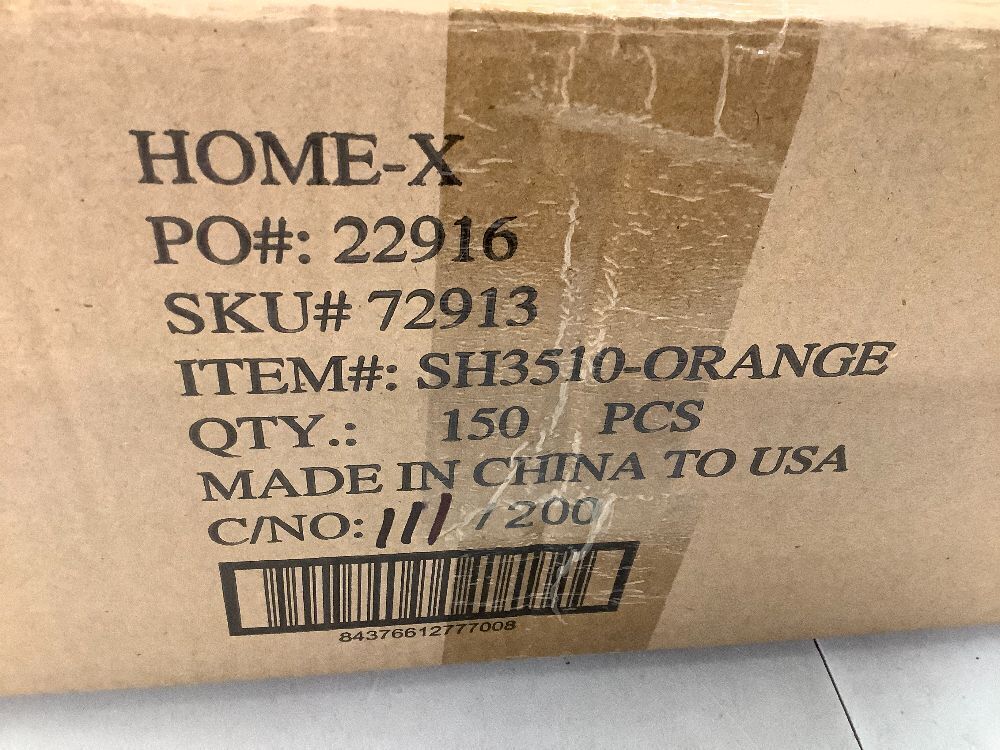 HOME-X
PO#: 22916
SKU# 72913
ITEM#: SH3510-ORANGE
QTY.: 150 PCS
MADE IN CHINA TO USA
C/NO: 111 / 200
84376612777008